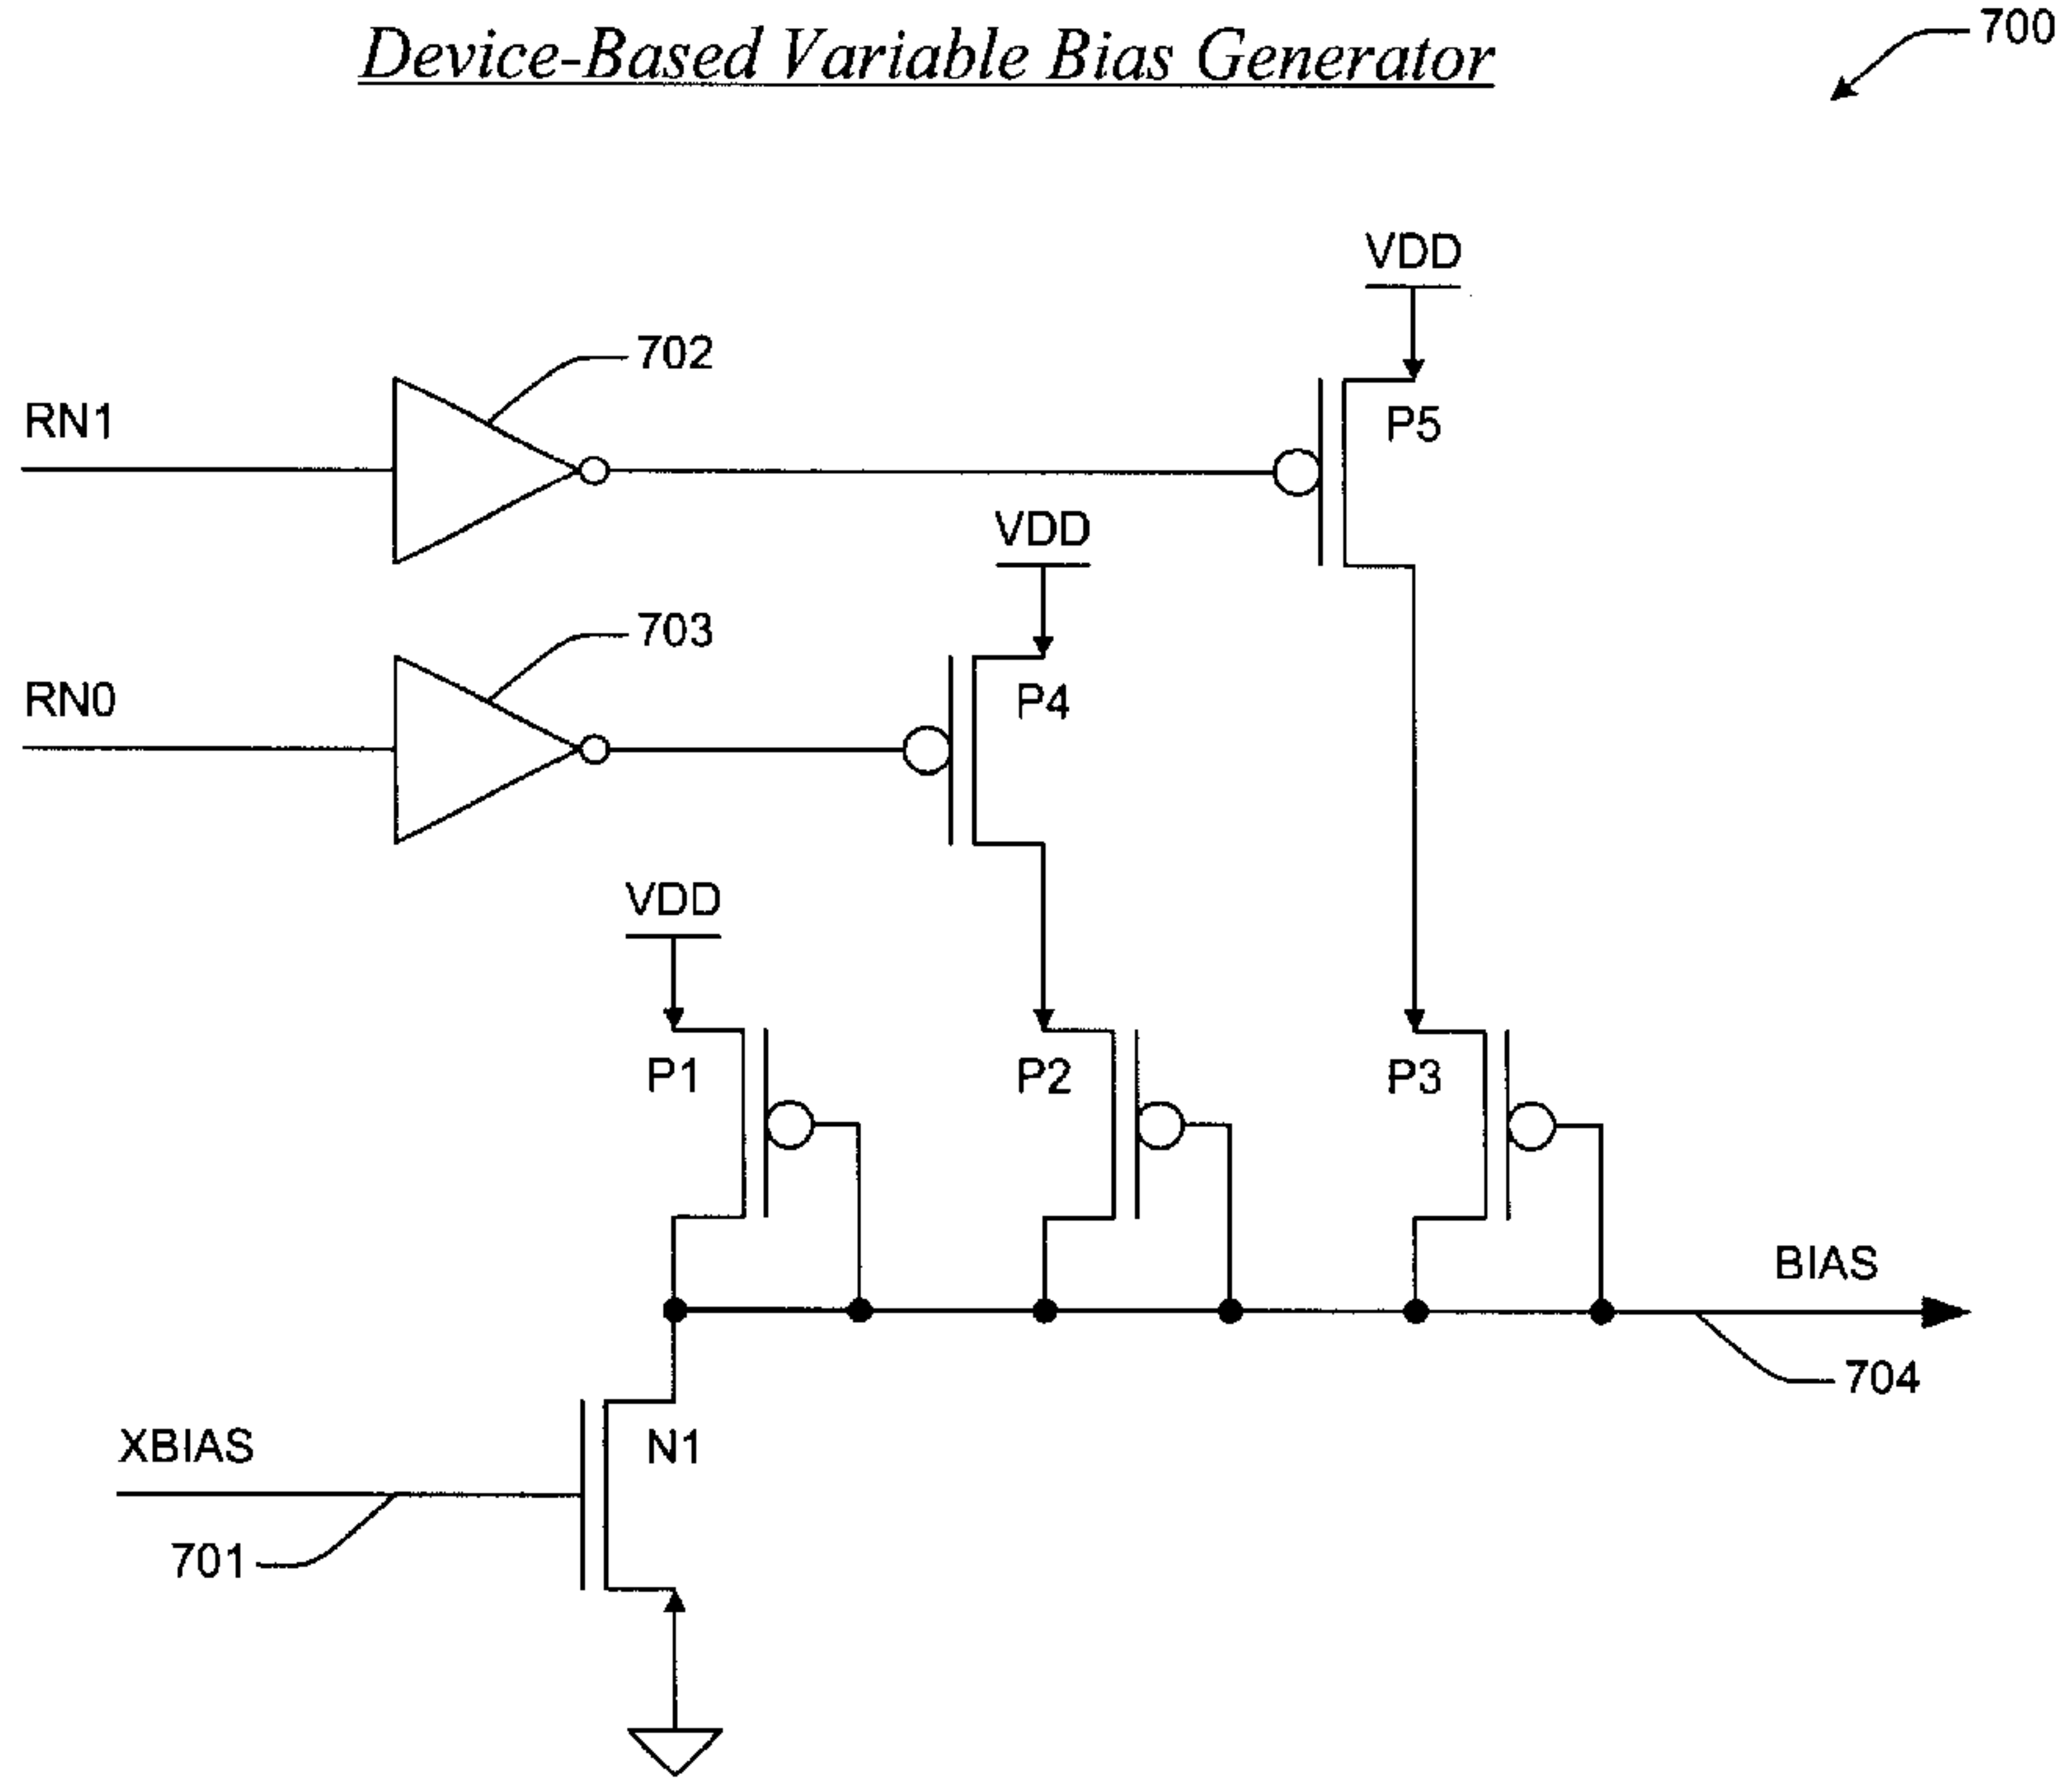 Device-Based Variable Bias Generator
700
VDD
702
RN1
P5
VDD
703
RN0
P4
VDD
P1
P2
P3
BIAS
704
XBIAS
N1
701